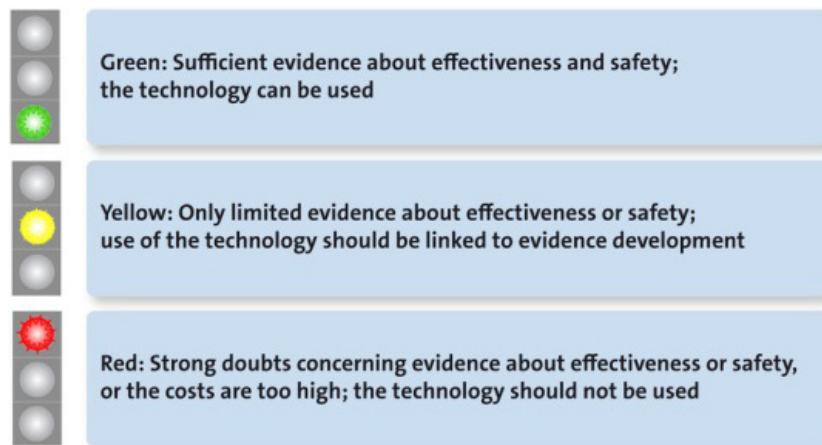 Green: Sufficient evidence about effectiveness and safety;
the technology can be used
Yellow: Only limited evidence about effectiveness or safety;
use of the technology should be linked to evidence development
Red: Strong doubts concerning evidence about effectiveness or safety,
or the costs are too high; the technology should not be used